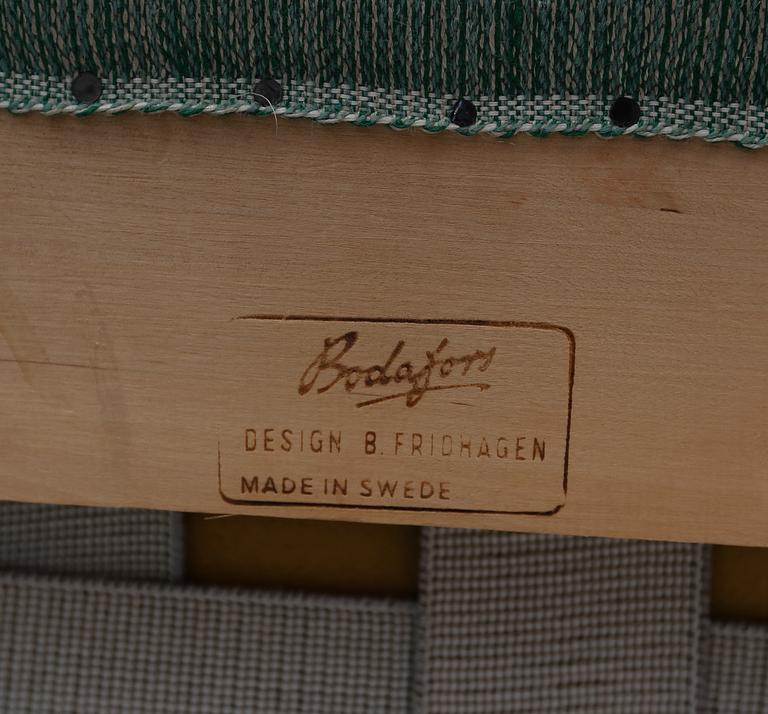 Bodafors
DESIGN B. FRIDHAGEN
MADE IN SWEDE